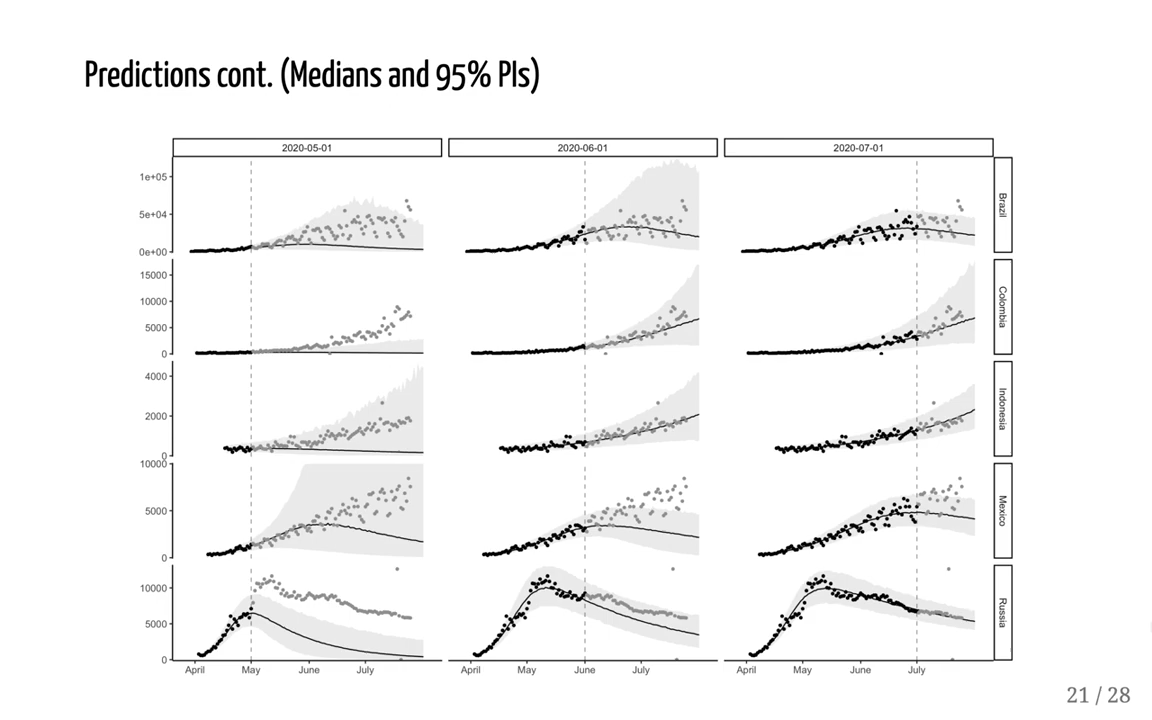 Predictions cont. (Medians and 95% PIs)
2020-05-01 2020-06-01 2020-07-01
1e+05
5e+04
0e+00
Brazil
15000
10000
5000
0
Colombia
4000
2000
0
Indonesia
10000
5000
0
Mexico
10000
5000
0
Russia
April May June July April May June July April May June July
21 / 28